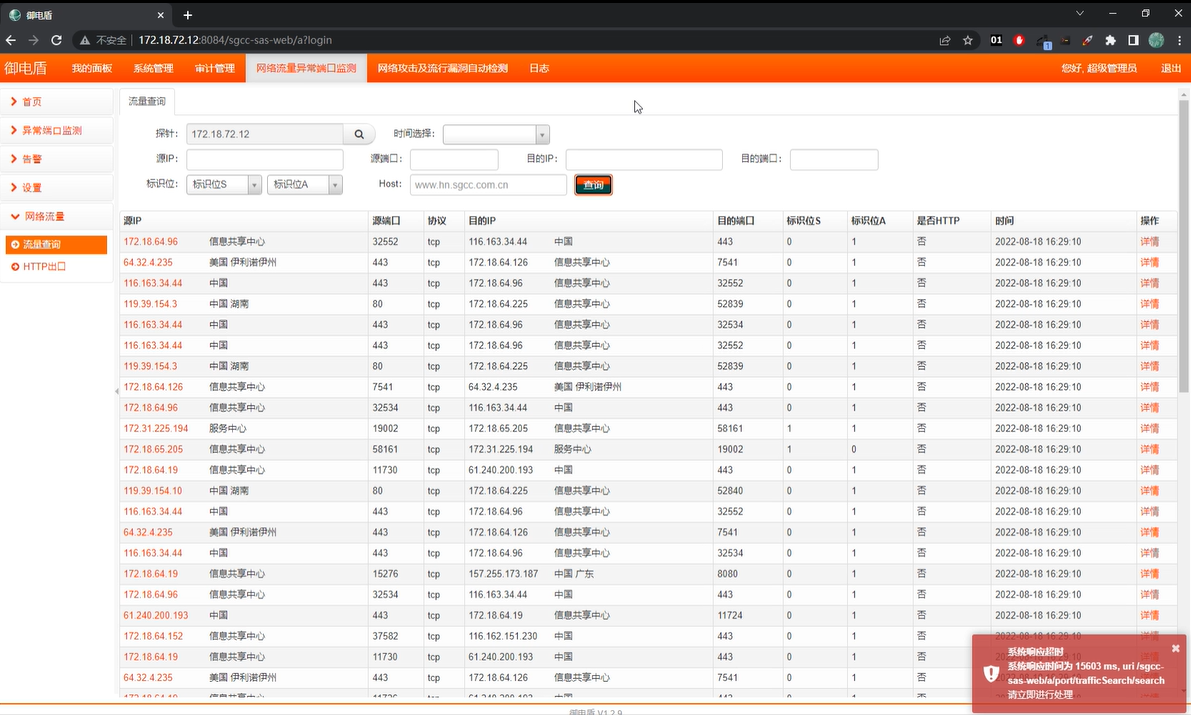 御电盾
不安全 172.18.72.12:8084/sgcc-sas-web/a?login
01
1
御电盾 我的面板 系统管理 审计管理 网络流量异常端口监测 网络攻击及流行漏洞自动检测 日志 您好, 超级管理员 退出
首页
异常端口监测
告警
设置
网络流量
流量查询
HTTP出口
流量查询
探针: 172.18.72.12 时间选择:
源IP: 源端口: 目的IP: 目的端口:
标识位: 标识位S 标识位A Host: www.hn.sgcc.com.cn 查询
源IP 源端口 协议 目的IP 目的端口 标识位S 标识位A 是否HTTP 时间 操作
172.18.64.96 信息共享中心 32552 tcp 116.163.34.44 中国 443 0 1 否 2022-08-18 16:29:10 详情
64.32.4.235 美国 伊利诺伊州 443 tcp 172.18.64.126 信息共享中心 7541 0 1 否 2022-08-18 16:29:10 详情
116.163.34.44 中国 443 tcp 172.18.64.96 信息共享中心 32552 0 1 否 2022-08-18 16:29:10 详情
119.39.154.3 中国 湖南 80 tcp 172.18.64.225 信息共享中心 52839 0 1 否 2022-08-18 16:29:10 详情
116.163.34.44 中国 443 tcp 172.18.64.96 信息共享中心 32534 0 1 否 2022-08-18 16:29:10 详情
116.163.34.44 中国 443 tcp 172.18.64.96 信息共享中心 32552 0 1 否 2022-08-18 16:29:10 详情
119.39.154.3 中国 湖南 80 tcp 172.18.64.225 信息共享中心 52839 0 1 否 2022-08-18 16:29:10 详情
172.18.64.126 信息共享中心 7541 tcp 64.32.4.235 美国 伊利诺伊州 443 0 1 否 2022-08-18 16:29:10 详情
172.18.64.96 信息共享中心 32534 tcp 116.163.34.44 中国 443 0 1 否 2022-08-18 16:29:10 详情
172.31.225.194 服务中心 19002 tcp 172.18.65.205 信息共享中心 58161 1 1 否 2022-08-18 16:29:10 详情
172.18.65.205 信息共享中心 58161 tcp 172.31.225.194 服务中心 19002 1 0 否 2022-08-18 16:29:10 详情
172.18.64.19 信息共享中心 11730 tcp 61.240.200.193 中国 443 0 1 否 2022-08-18 16:29:10 详情
119.39.154.10 中国 湖南 80 tcp 172.18.64.225 信息共享中心 52840 0 1 否 2022-08-18 16:29:10 详情
116.163.34.44 中国 443 tcp 172.18.64.96 信息共享中心 32552 0 1 否 2022-08-18 16:29:10 详情
64.32.4.235 美国 伊利诺伊州 443 tcp 172.18.64.126 信息共享中心 7541 0 1 否 2022-08-18 16:29:10 详情
116.163.34.44 中国 443 tcp 172.18.64.96 信息共享中心 32534 0 1 否 2022-08-18 16:29:10 详情
172.18.64.19 信息共享中心 15276 tcp 157.255.173.187 中国 广东 8080 0 1 否 2022-08-18 16:29:10 详情
172.18.64.96 信息共享中心 32534 tcp 116.163.34.44 中国 443 0 1 否 2022-08-18 16:29:10 详情
61.240.200.193 中国 443 tcp 172.18.64.19 信息共享中心 11724 0 1 否 2022-08-18 16:29:10 详情
172.18.64.152 信息共享中心 37582 tcp 116.162.151.230 中国 443 0 1 否 2022-08-18 16:29:10 详情
172.18.64.19 信息共享中心 11730 tcp 61.240.200.193 中国 443 0 1 否
64.32.4.235 美国 伊利诺伊州 443 tcp 172.18.64.126 信息共享中心 7541 0 1 否
系统响应超时
系统响应时间为 15603 ms, uri /sgcc-
sas-web/a/port/trafficSearch/search
请立即进行处理
御电盾 V1.2.9